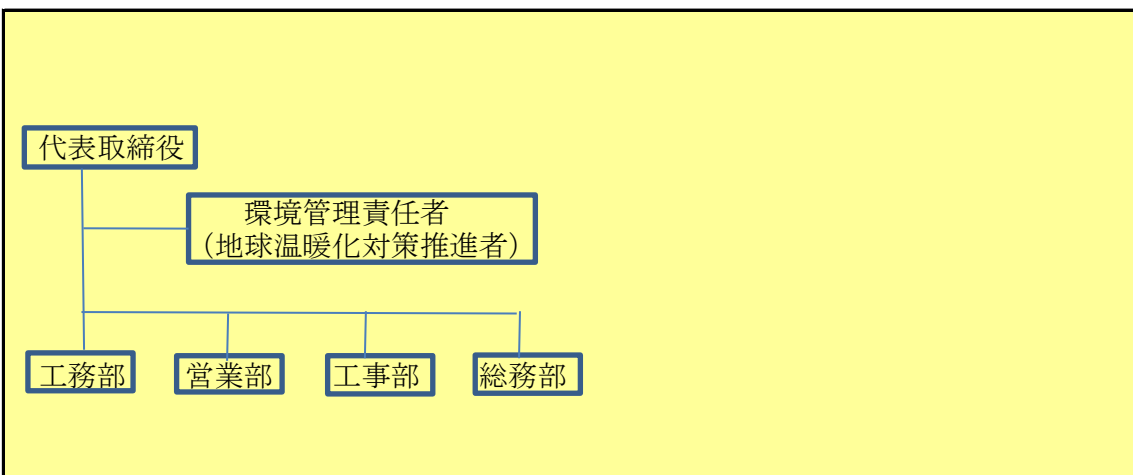 代表取締役
環境管理責任者
（地球温暖化対策推進者）
工務部
営業部
工事部
総務部